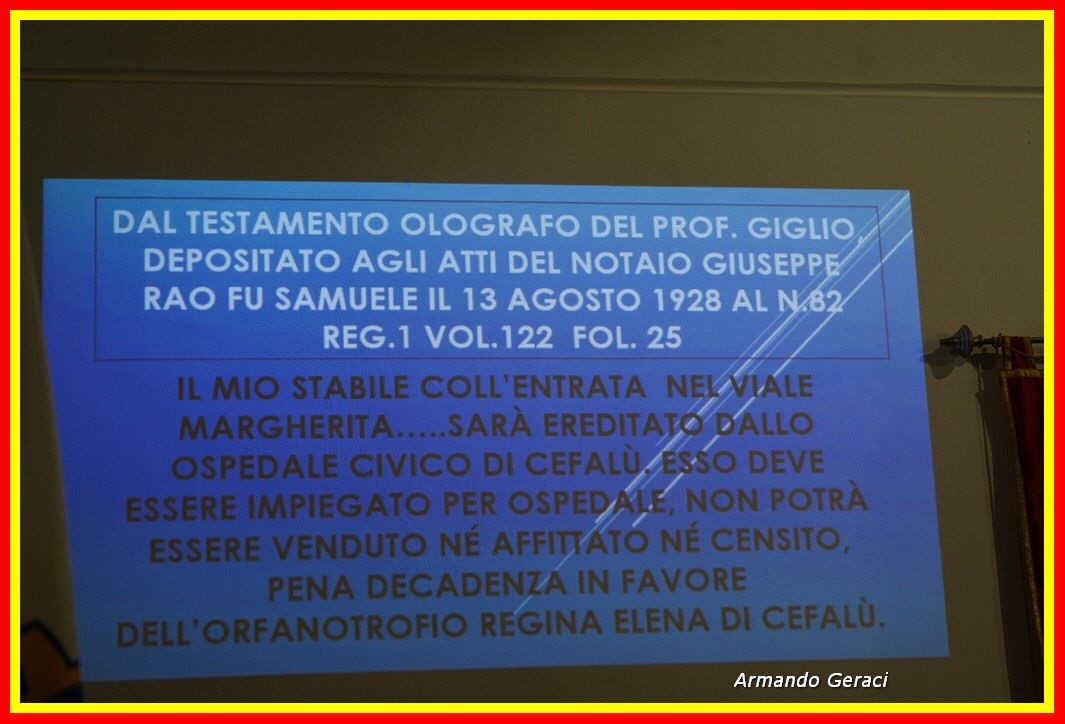 DAL TESTAMENTO OLOGRAFO DEL PROF. GIGLIO,
DEPOSITATO AGLI ATTI DEL NOTAIO GIUSEPPE
RAO FU SAMUELE IL 13 AGOSTO 1928 AL N.82
REG.1 VOL.122 FOL. 25
IL MIO STABILE COLL'ENTRATA NEL VIALE
MARGHERITA.....SARÀ EREDITATO DALLO
OSPEDALE CIVICO DI CEFALÙ. ESSO DEVE
ESSERE IMPIEGATO PER OSPEDALE, NON POTRÀ
ESSERE VENDUTO NÉ AFFITTATO NÉ CENSITO,
PENA DECADENZA IN FAVORE
DELL'ORFANOTROFIO REGINA ELENA DI CEFALÙ.
Armando Geraci